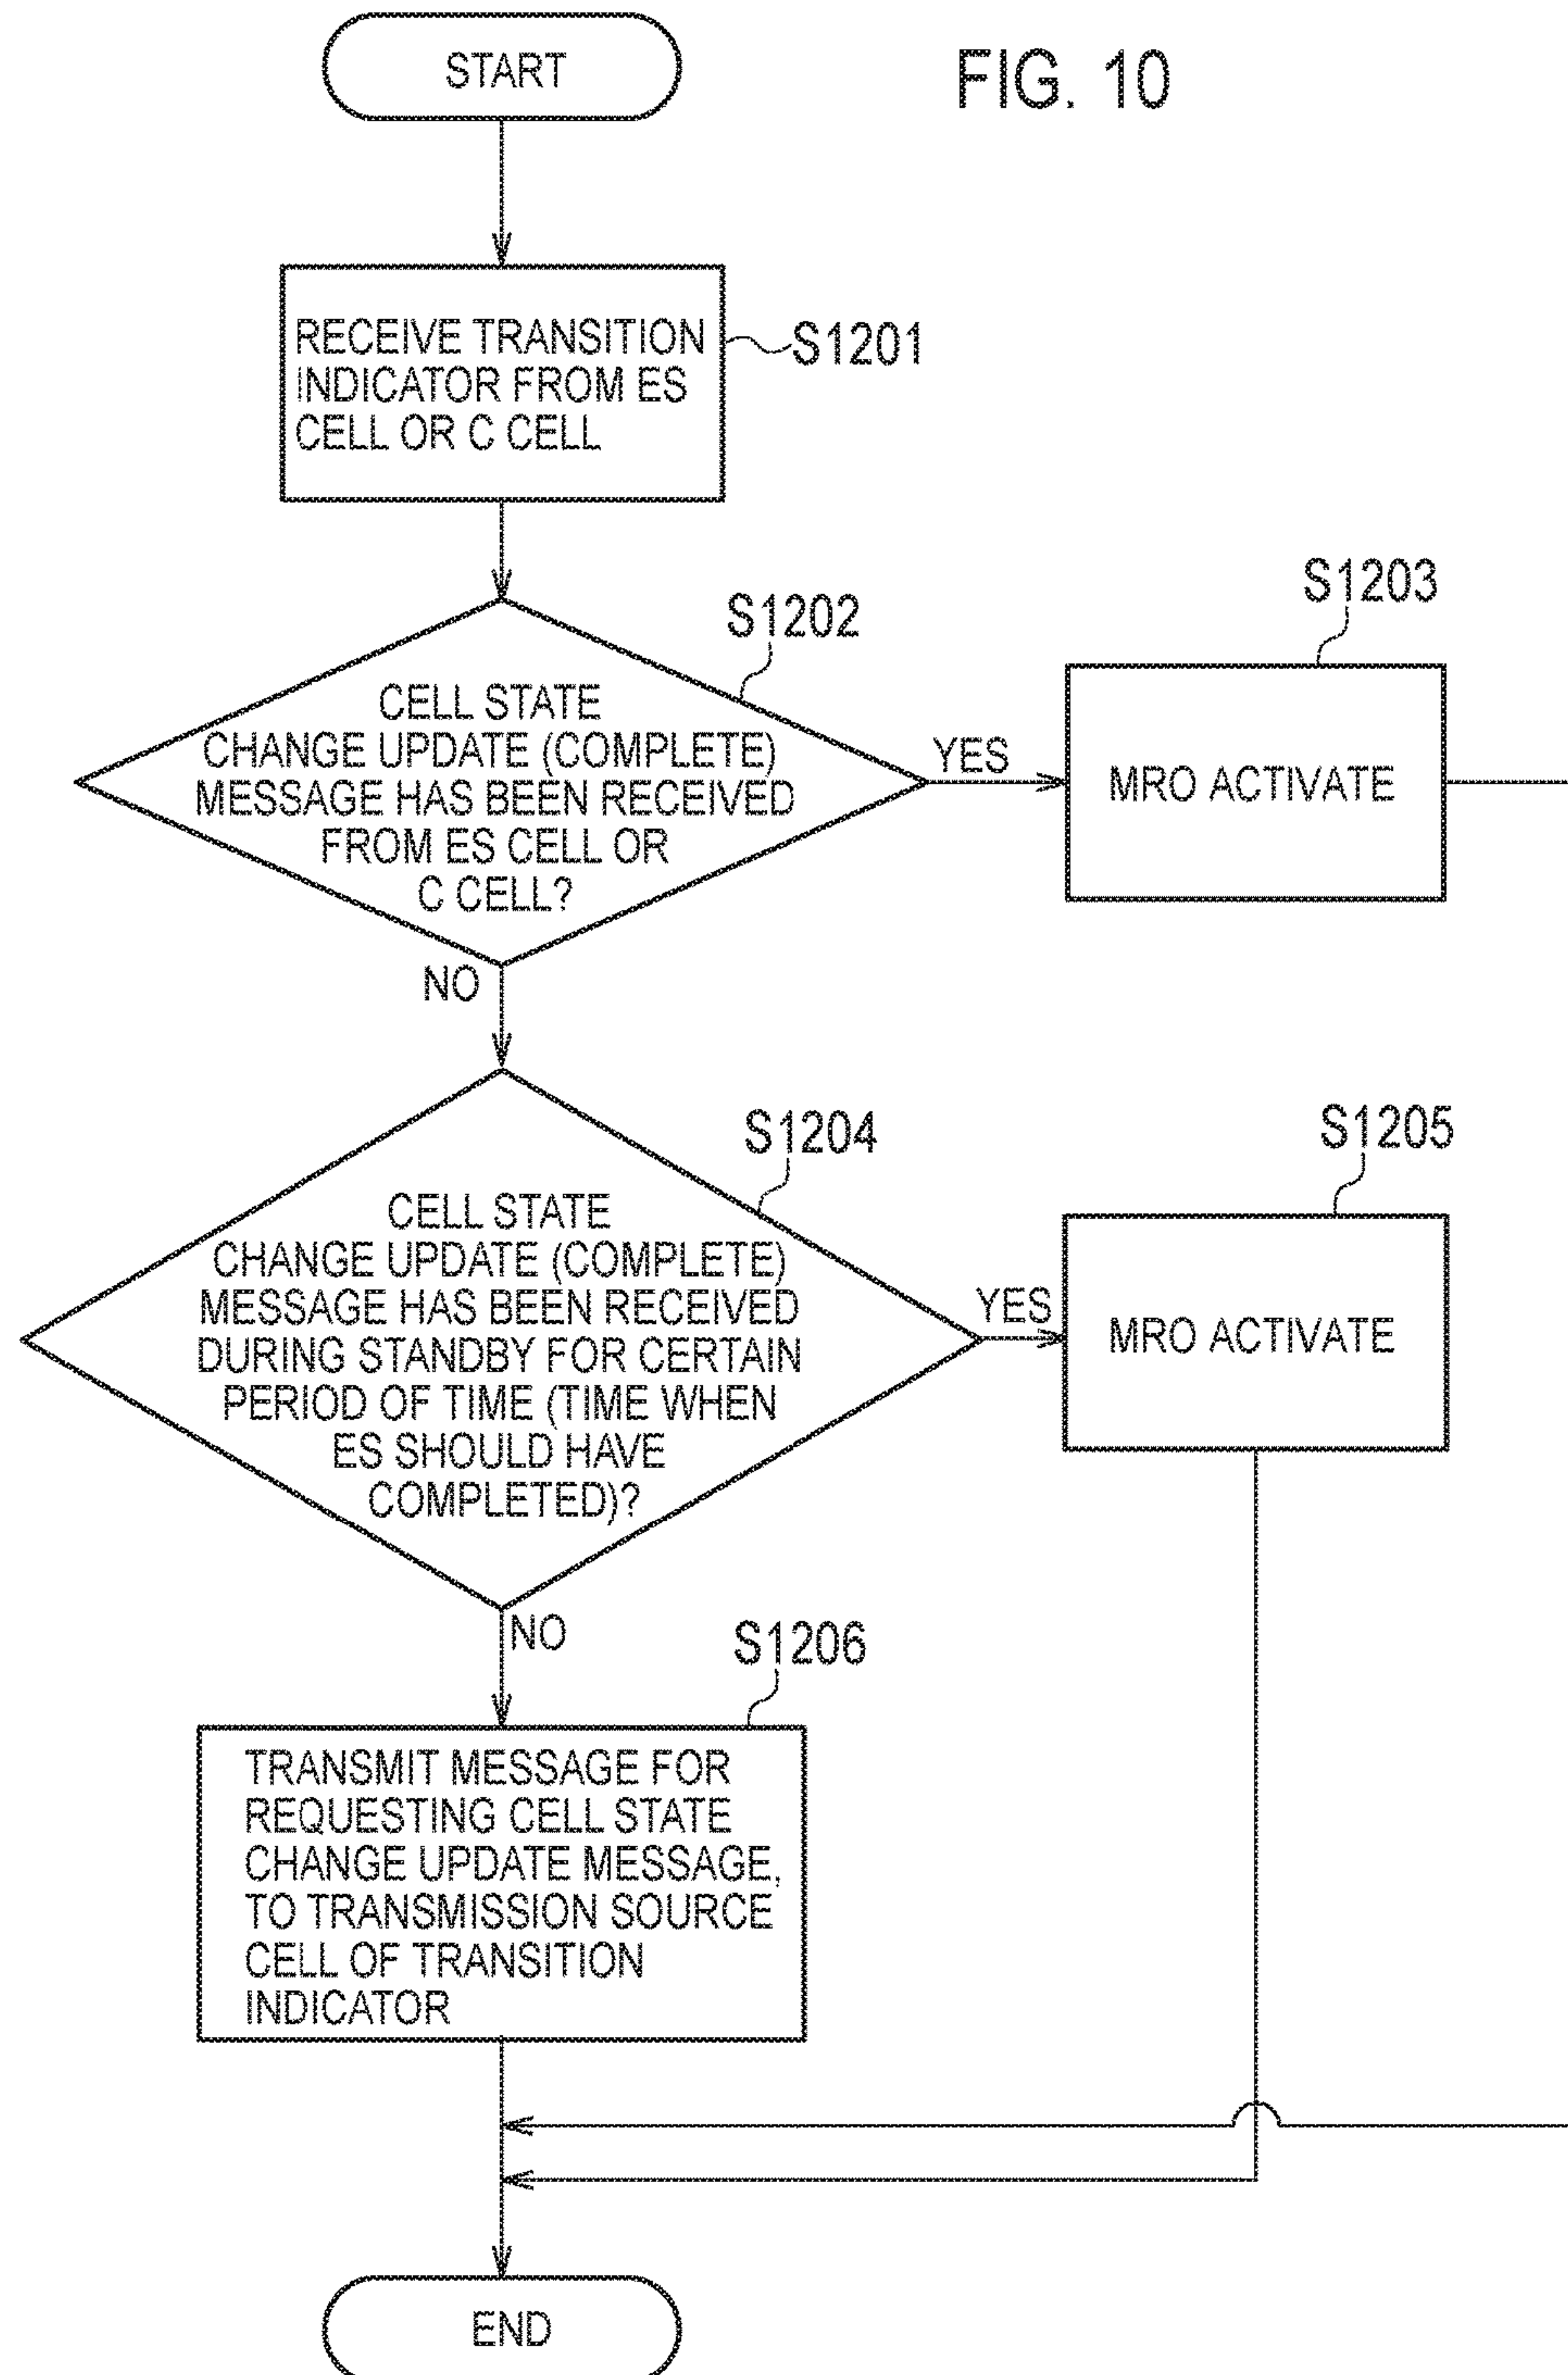 START
FIG. 10
RECEIVE TRANSITION
INDICATOR FROM ES
CELL OR C CELL
S1201
S1202
CELL STATE
CHANGE UPDATE (COMPLETE)
MESSAGE HAS BEEN RECEIVED
FROM ES CELL OR
C CELL?
YES
NO
S1203
MRO ACTIVATE
S1204
CELL STATE
CHANGE UPDATE (COMPLETE)
MESSAGE HAS BEEN RECEIVED
DURING STANDBY FOR CERTAIN
PERIOD OF TIME (TIME WHEN
ES SHOULD HAVE
COMPLETED)?
YES
NO
S1205
MRO ACTIVATE
S1206
TRANSMIT MESSAGE FOR
REQUESTING CELL STATE
CHANGE UPDATE MESSAGE,
TO TRANSMISSION SOURCE
CELL OF TRANSITION
INDICATOR
END